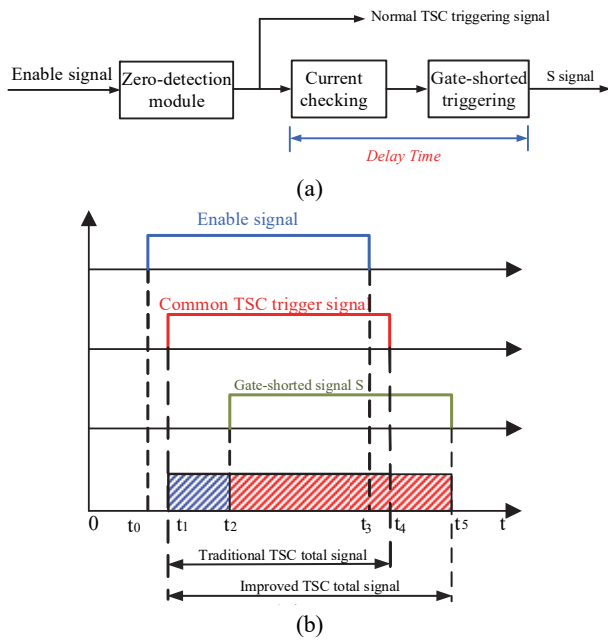 Normal TSC triggering signal
Enable signal
Zero-detection
module
Current
checking
Gate-shorted
triggering
S signal
Delay Time
(a)
Enable signal
Common TSC trigger signal
Gate-shorted signal S
0 t0 t1 t2 t3 t4 t5 t
Traditional TSC total signal
Improved TSC total signal
(b)